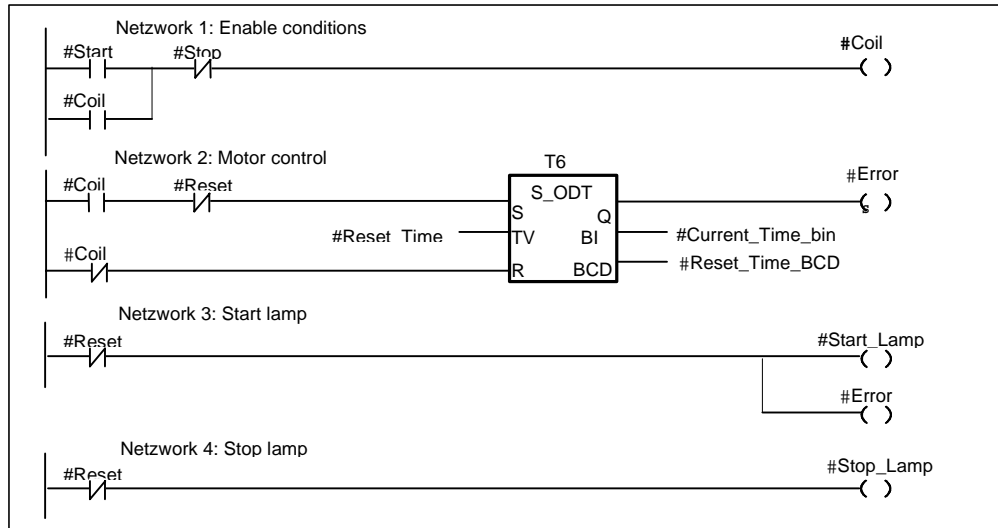 Netzwork 1: Enable conditions
#Start #Stop #Coil
#Coil
Netzwork 2: Motor control
T6
#Coil #Reset #Error
S_ODT
S Q S
#Reset_Time TV BI #Current_Time_bin
#Coil
R BCD #Reset_Time_BCD
Netzwork 3: Start lamp
#Reset #Start_Lamp
#Error
Netzwork 4: Stop lamp
#Reset #Stop_Lamp